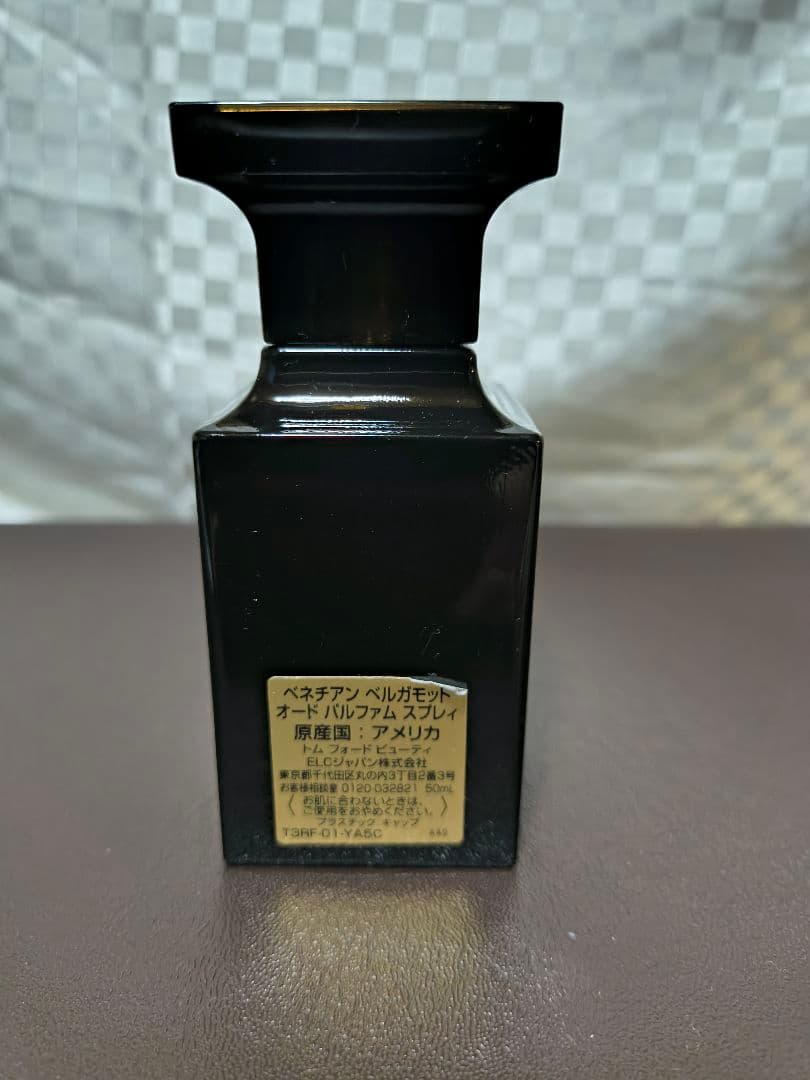 ベネチアン ベルガモット
オード パルファム スプレィ
原産国：アメリカ
トム フォード ビューティ
ELCジャパン株式会社
東京都千代田区丸の内3丁目2番3号
お客様相談室 0120-032821 50mL
〈お肌に合わないときは、
ご使用をおやめください。〉
プラスチック キャップ
T3RF-01-YA5C